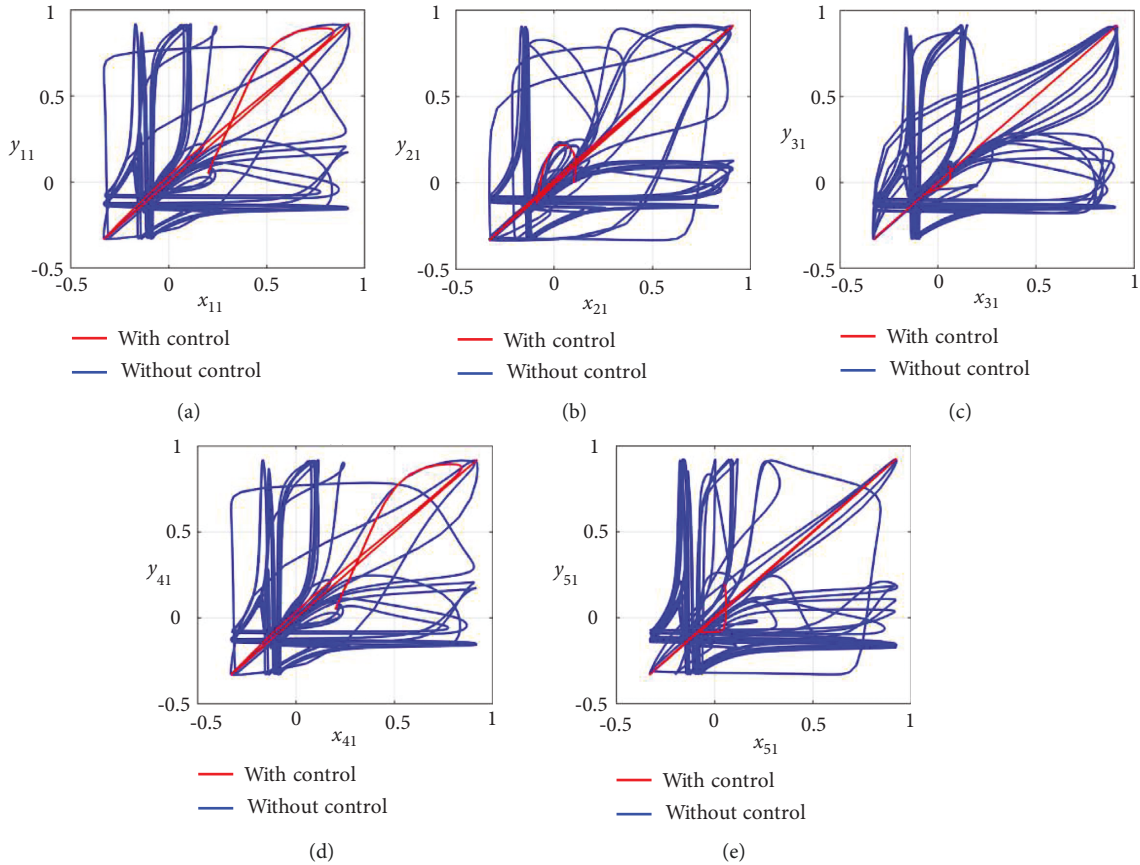 1
1
1
0.5
0.5
0.5
y11
y21
y31
0
0
0
-0.5
-0.5
-0.5
-0.5 0 0.5 1
-0.5 0 0.5 1
-0.5 0 0.5 1
x11
x21
x31
With control
Without control
With control
Without control
With control
Without control
(a)
(b)
(c)
1
1
0.5
0.5
y41
y51
0
0
-0.5
-0.5
-0.5 0 0.5 1
-0.5 0 0.5 1
x41
x51
With control
Without control
With control
Without control
(d)
(e)